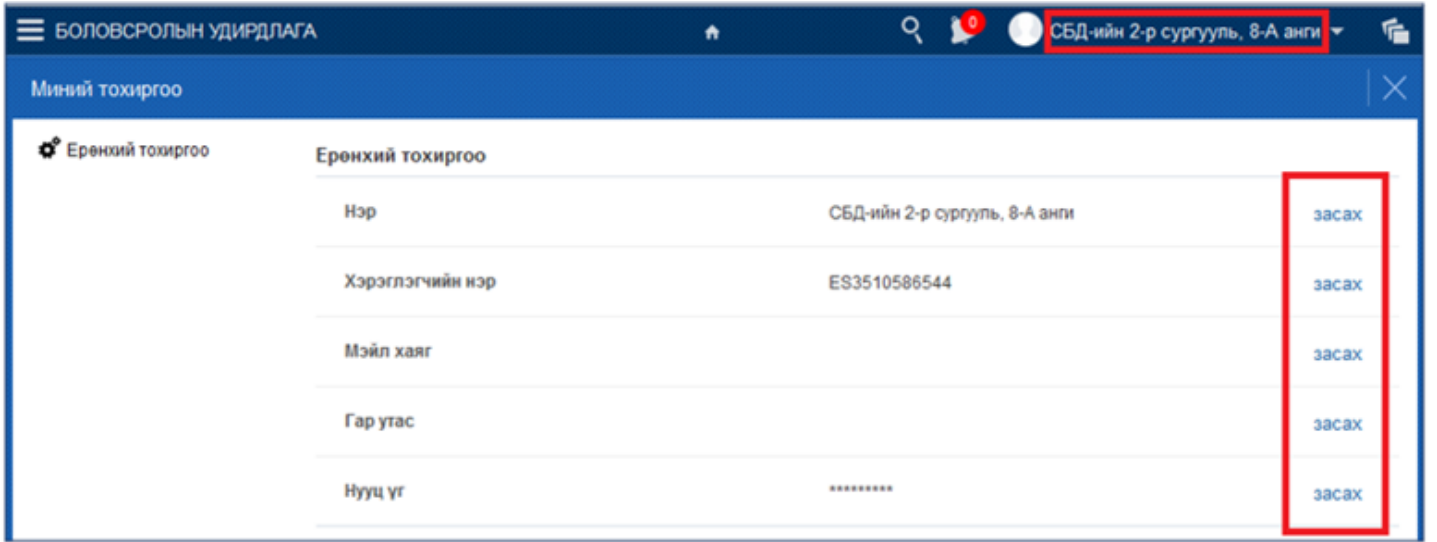 БОЛОВСРОЛЫН УДИРДЛАГА 0 СБД-ийн 2-р сургууль, 8-А анги
Миний тохиргоо
Ерөнхий тохиргоо
Ерөнхий тохиргоо
Нэр СБД-ийн 2-р сургууль, 8-А анги засах
Хэрэглэгчийн нэр ES3510586544 засах
Мэйл хаяг засах
Гар утас засах
Нууц үг ********* засах